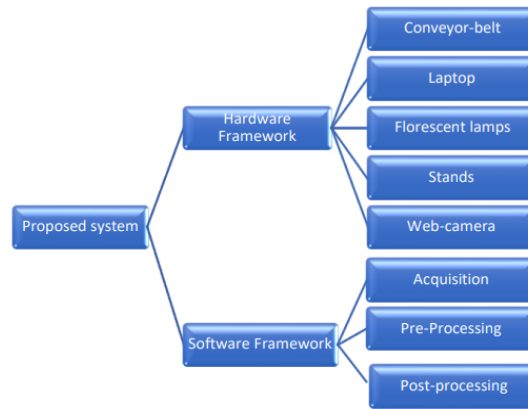 Proposed system
Hardware
Framework
Conveyor-belt
Laptop
Florescent lamps
Stands
Web-camera
Software Framework
Acquisition
Pre-Processing
Post-processing